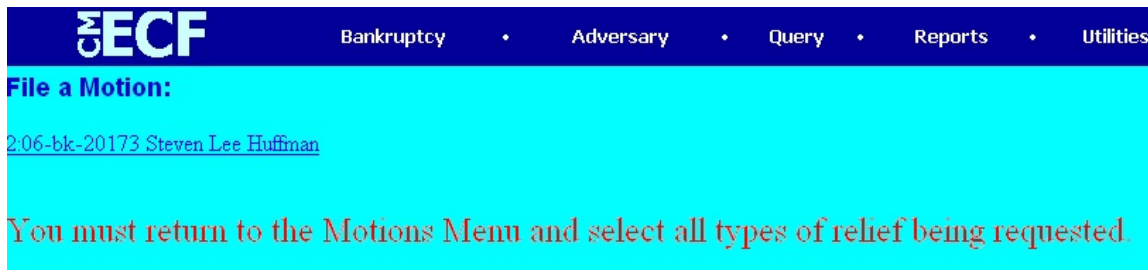 CM ECF Bankruptcy • Adversary • Query • Reports • Utilities
File a Motion:
2:06-bk-20173 Steven Lee Huffman
You must return to the Motions Menu and select all types of relief being requested.